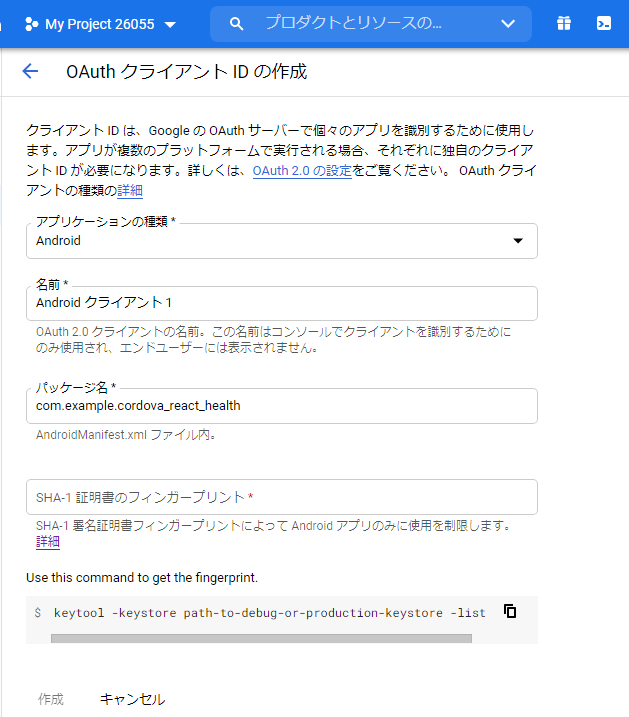 My Project 26055
プロダクトとリソースの...
OAuth クライアント ID の作成
クライアント ID は、Google の OAuth サーバーで個々のアプリを識別するために使用し
ます。アプリが複数のプラットフォームで実行される場合、それぞれに独自のクライア
ント ID が必要になります。詳しくは、OAuth 2.0 の設定をご覧ください。 OAuth クライ
アントの種類の詳細
アプリケーションの種類 *
Android
名前 *
Android クライアント 1
OAuth 2.0 クライアントの名前。この名前はコンソールでクライアントを識別するために
のみ使用され、エンドユーザーには表示されません。
パッケージ名 *
com.example.cordova_react_health
AndroidManifest.xml ファイル内。
SHA-1 証明書のフィンガープリント *
SHA-1 署名証明書フィンガープリントによって Android アプリのみに使用を制限します。
詳細
Use this command to get the fingerprint.
$ keytool -keystore path-to-debug-or-production-keystore -list
作成 キャンセル